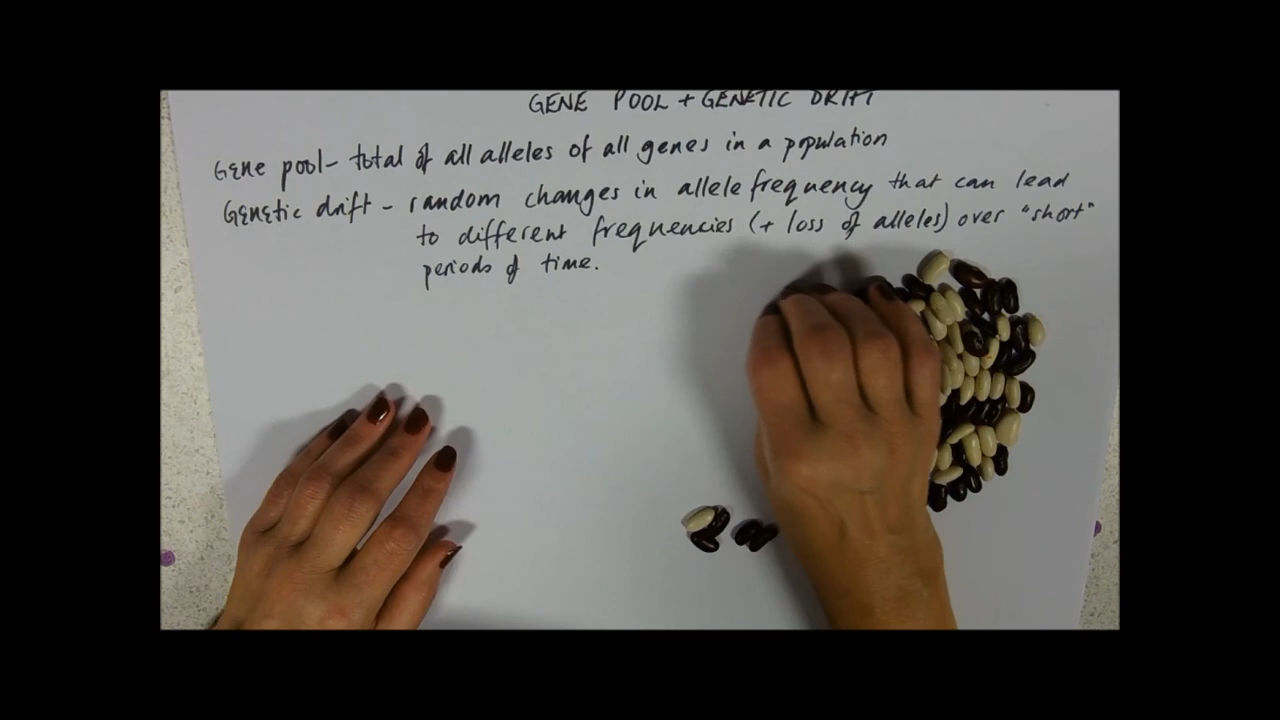 GENE POOL + GENETIC DRIFT
Gene pool - total of all alleles of all genes in a population
Genetic drift - random changes in allele frequency that can lead
to different frequencies (+ loss of alleles) over "short"
periods of time.